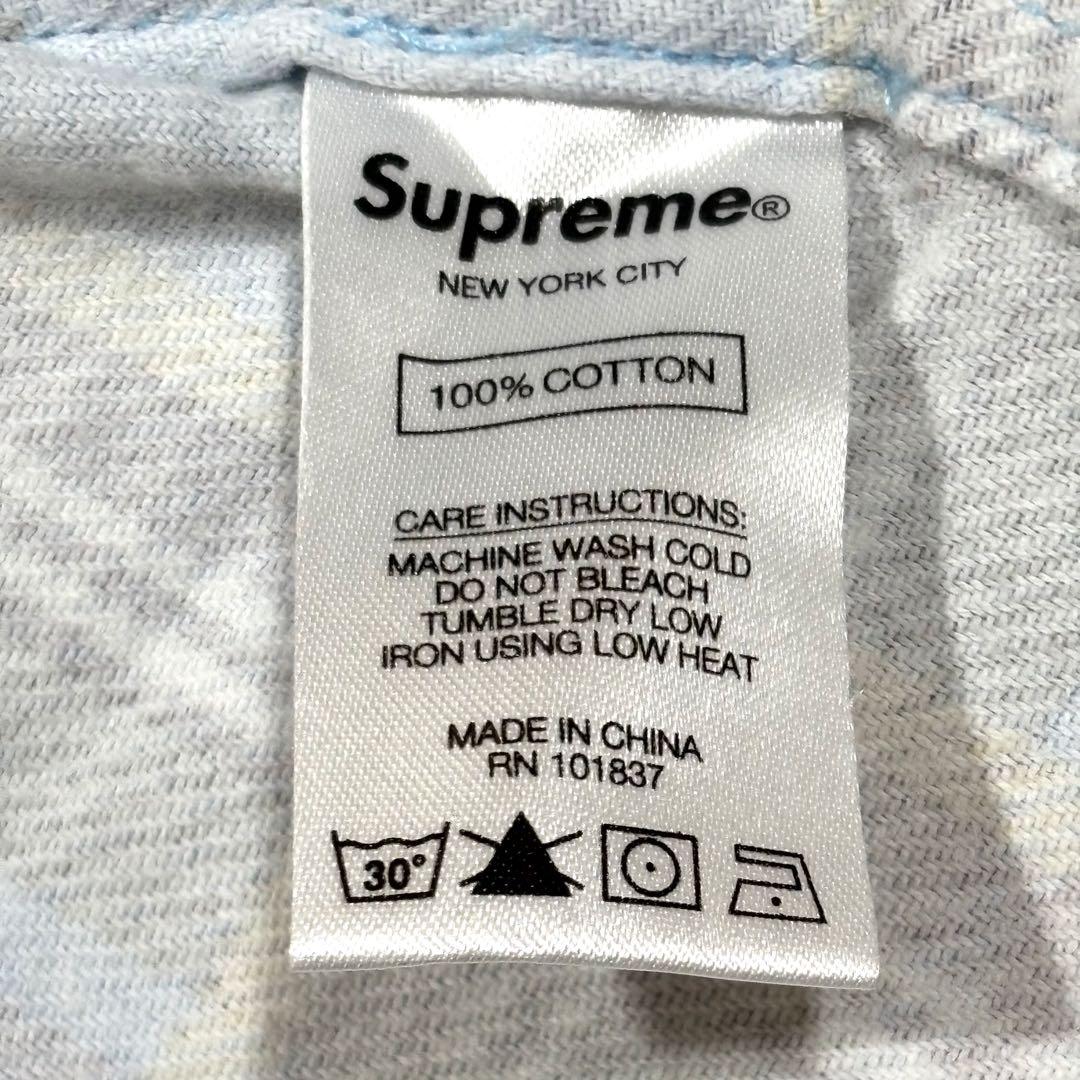 Supreme®
NEW YORK CITY
100% COTTON
CARE INSTRUCTIONS:
MACHINE WASH COLD
DO NOT BLEACH
TUMBLE DRY LOW
IRON USING LOW HEAT
MADE IN CHINA
RN 101837
30°